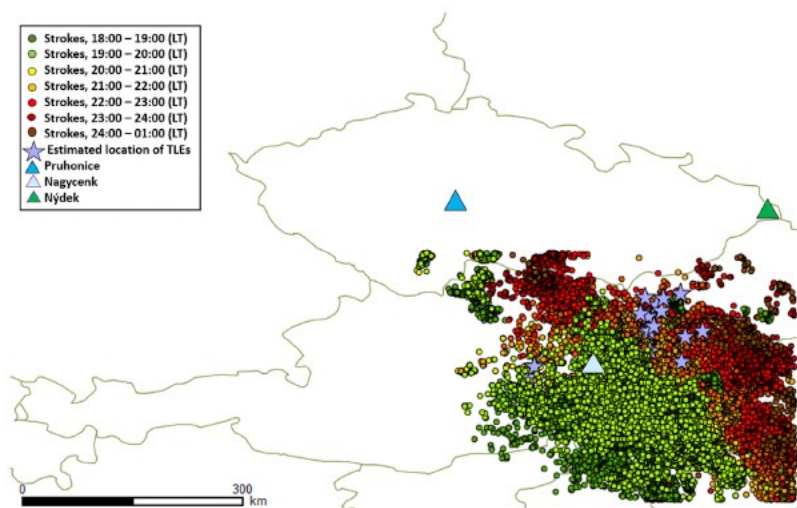 Strokes, 18:00 – 19:00 (LT)
Strokes, 19:00 – 20:00 (LT)
Strokes, 20:00 – 21:00 (LT)
Strokes, 21:00 – 22:00 (LT)
Strokes, 22:00 – 23:00 (LT)
Strokes, 23:00 – 24:00 (LT)
Strokes, 24:00 – 01:00 (LT)
Estimated location of TLEs
Pruhonice
Nagycenk
Nýdek
0 300
km